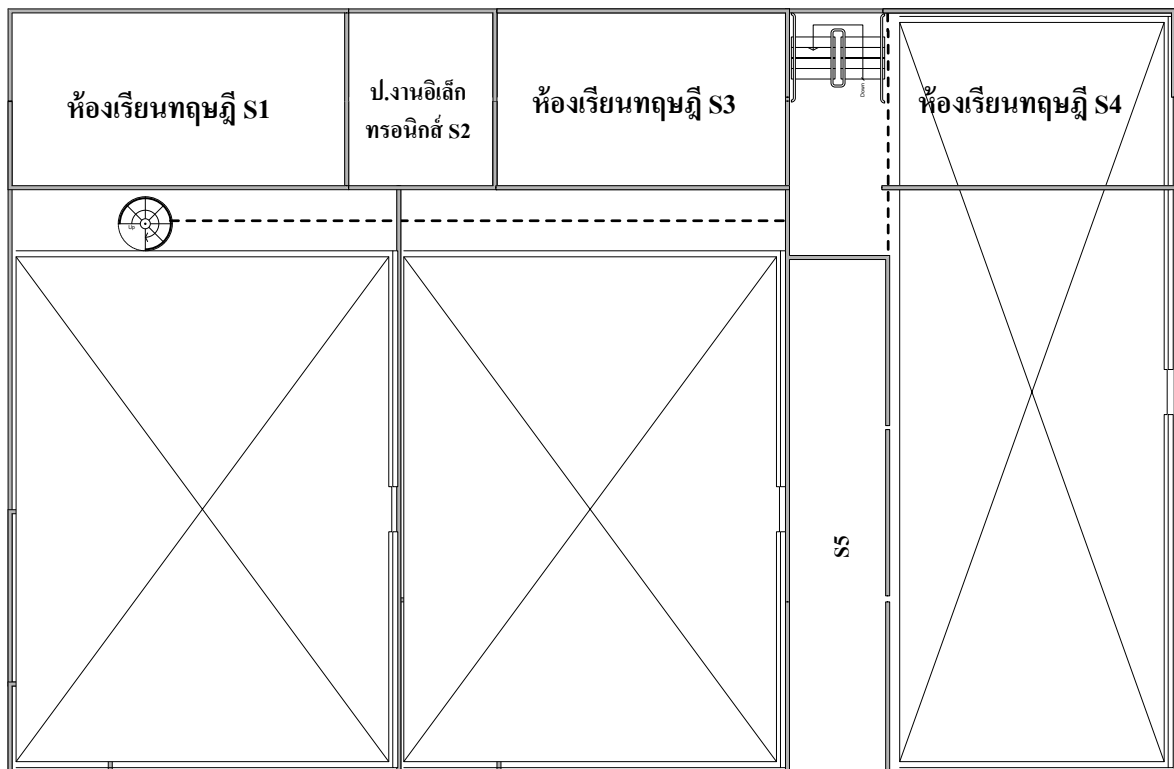 ห้องเรียนทฤษฎี S1
ป.งานอิเล็ก
ทรอนิกส์ S2
ห้องเรียนทฤษฎี S3
Down
ห้องเรียนทฤษฎี S4
Up
S5